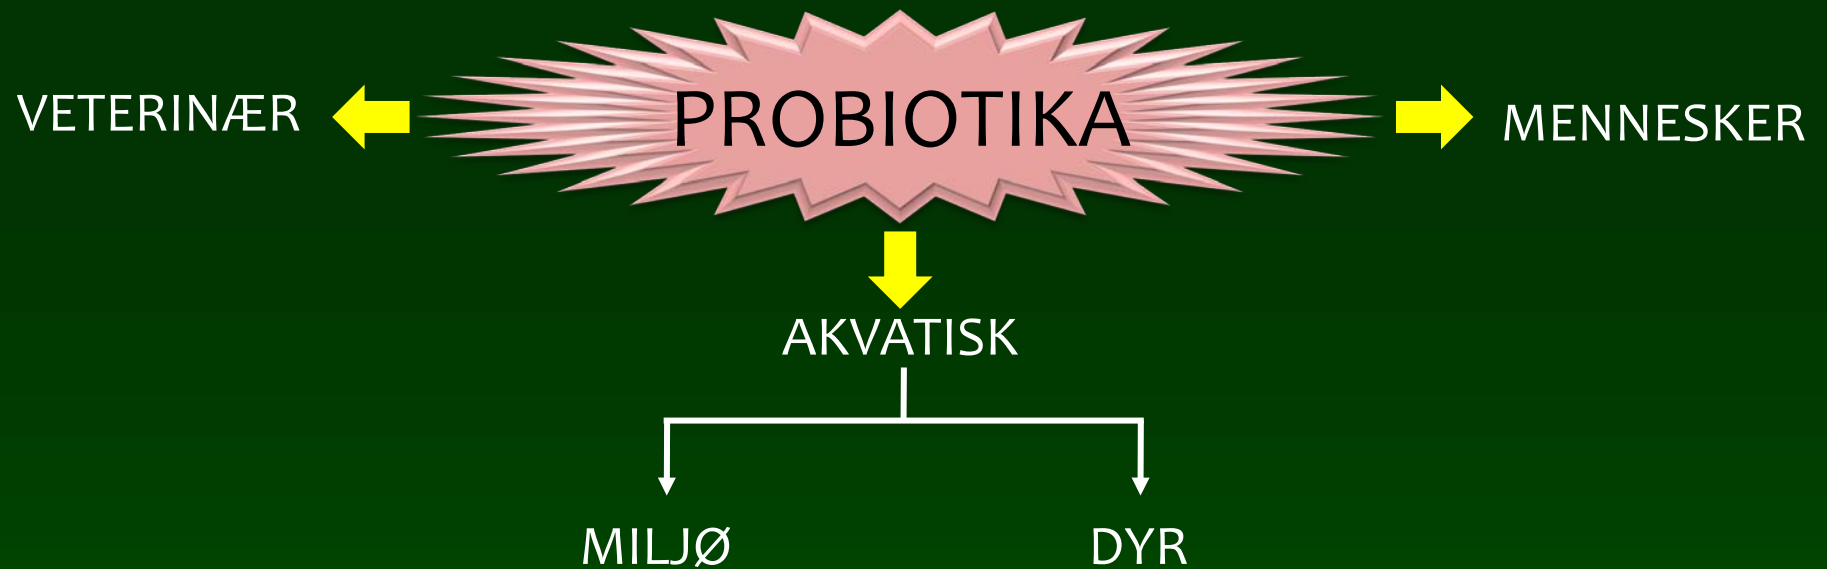 PROBIOTIKA
VETERINÆR
MENNESKER
AKVATISK
MILJØ
DYR